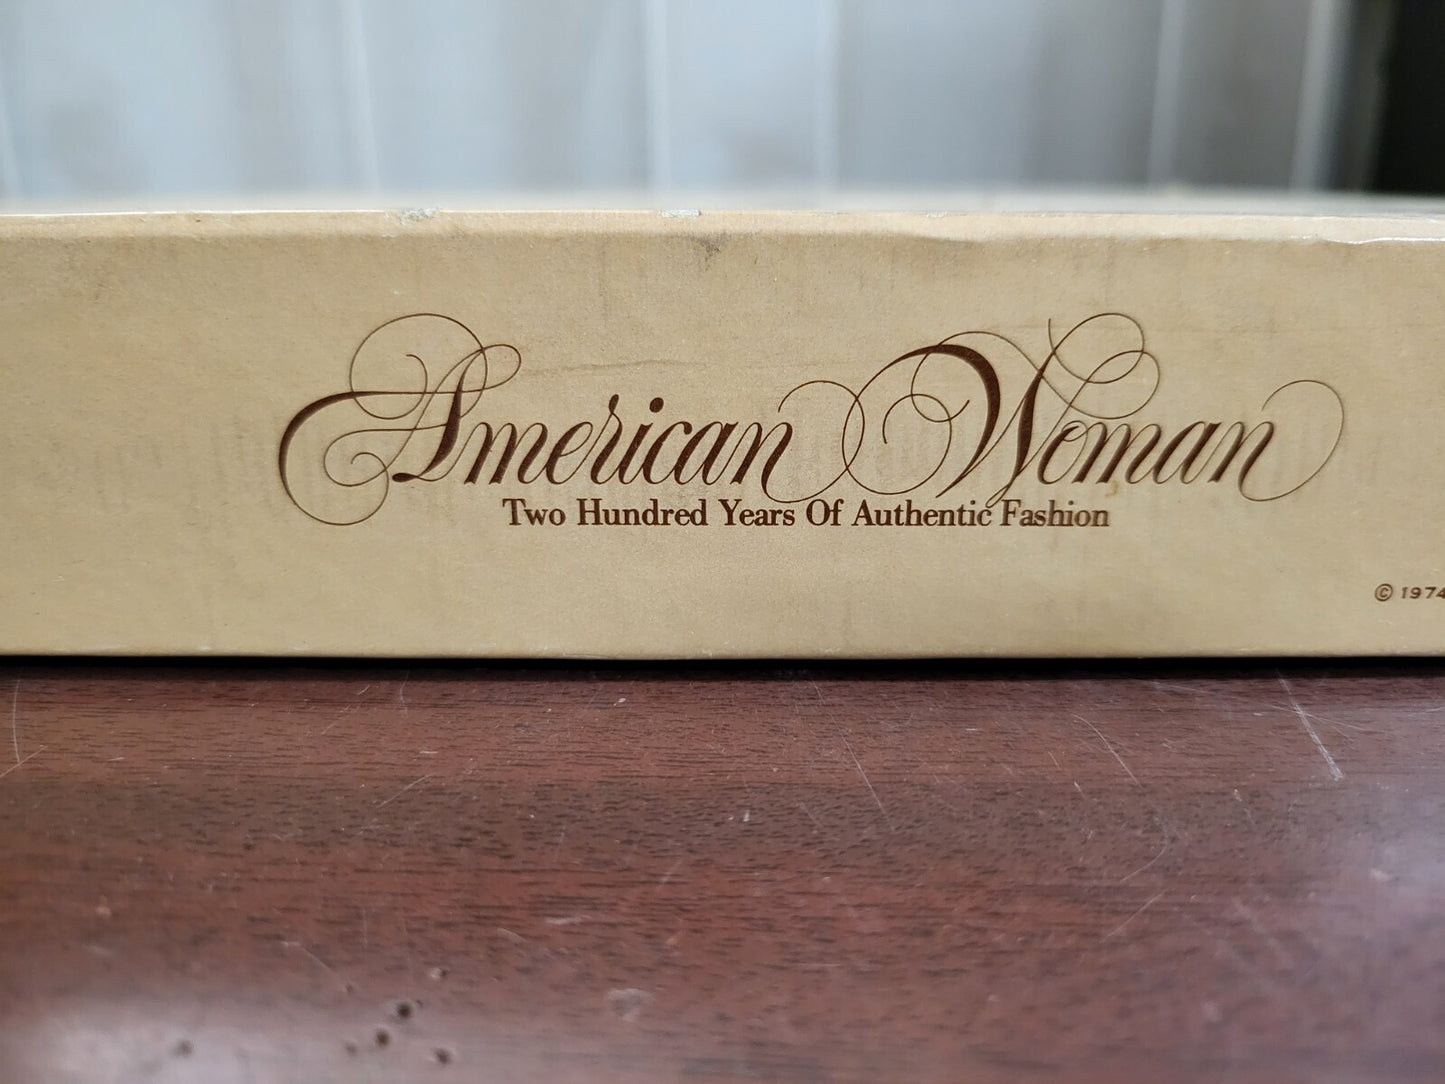 American Woman
Two Hundred Years Of Authentic Fashion
© 1974